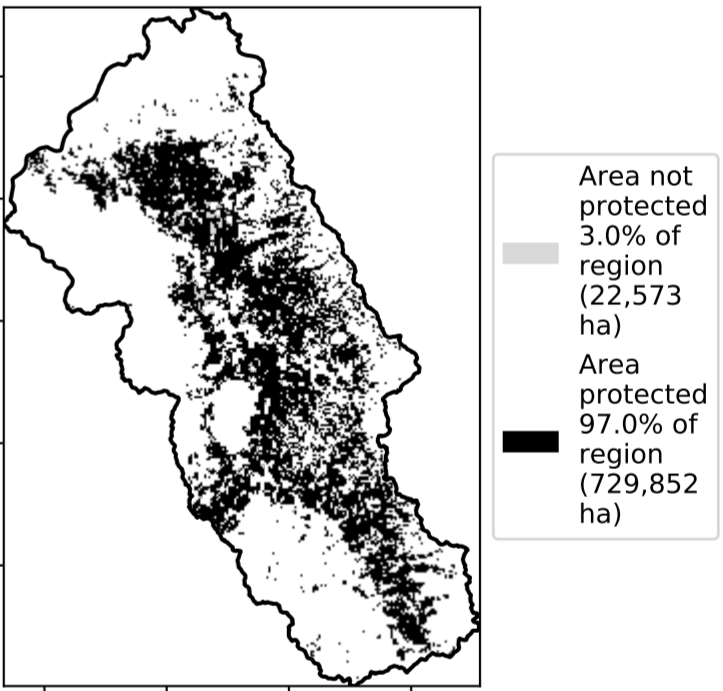 Area not
protected
3.0% of
region
(22,573
ha)
Area
protected
97.0% of
region
(729,852
ha)